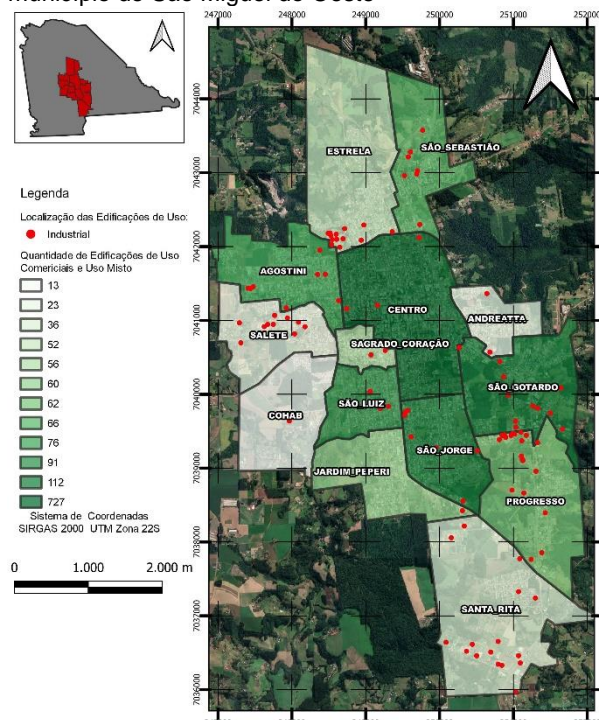 Município de São Miguel do Oeste
247000 248000 249000 250000 251000 252000
7044000
7043000
7042000
7041000
7040000
7039000
7038000
7037000
7036000
ESTRELA
SÃO_SEBASTIÃO
AGOSTINI
CENTRO
ANDREATTA
SALETE
SAGRADO_CORAÇÃO
SÃO_GOTARDO
COHAB
SÃO_LUIZ
SÃO_JORGE
JARDIM_PEPERI
PROGRESSO
SANTA_RITA
Legenda
Localização das Edificações de Uso:
Industrial
Quantidade de Edificações de Uso
Comericiais e Uso Misto
13
23
36
52
56
60
62
66
76
91
112
727
Sistema de Coordenadas
SIRGAS 2000 UTM Zona 22S
0 1.000 2.000 m